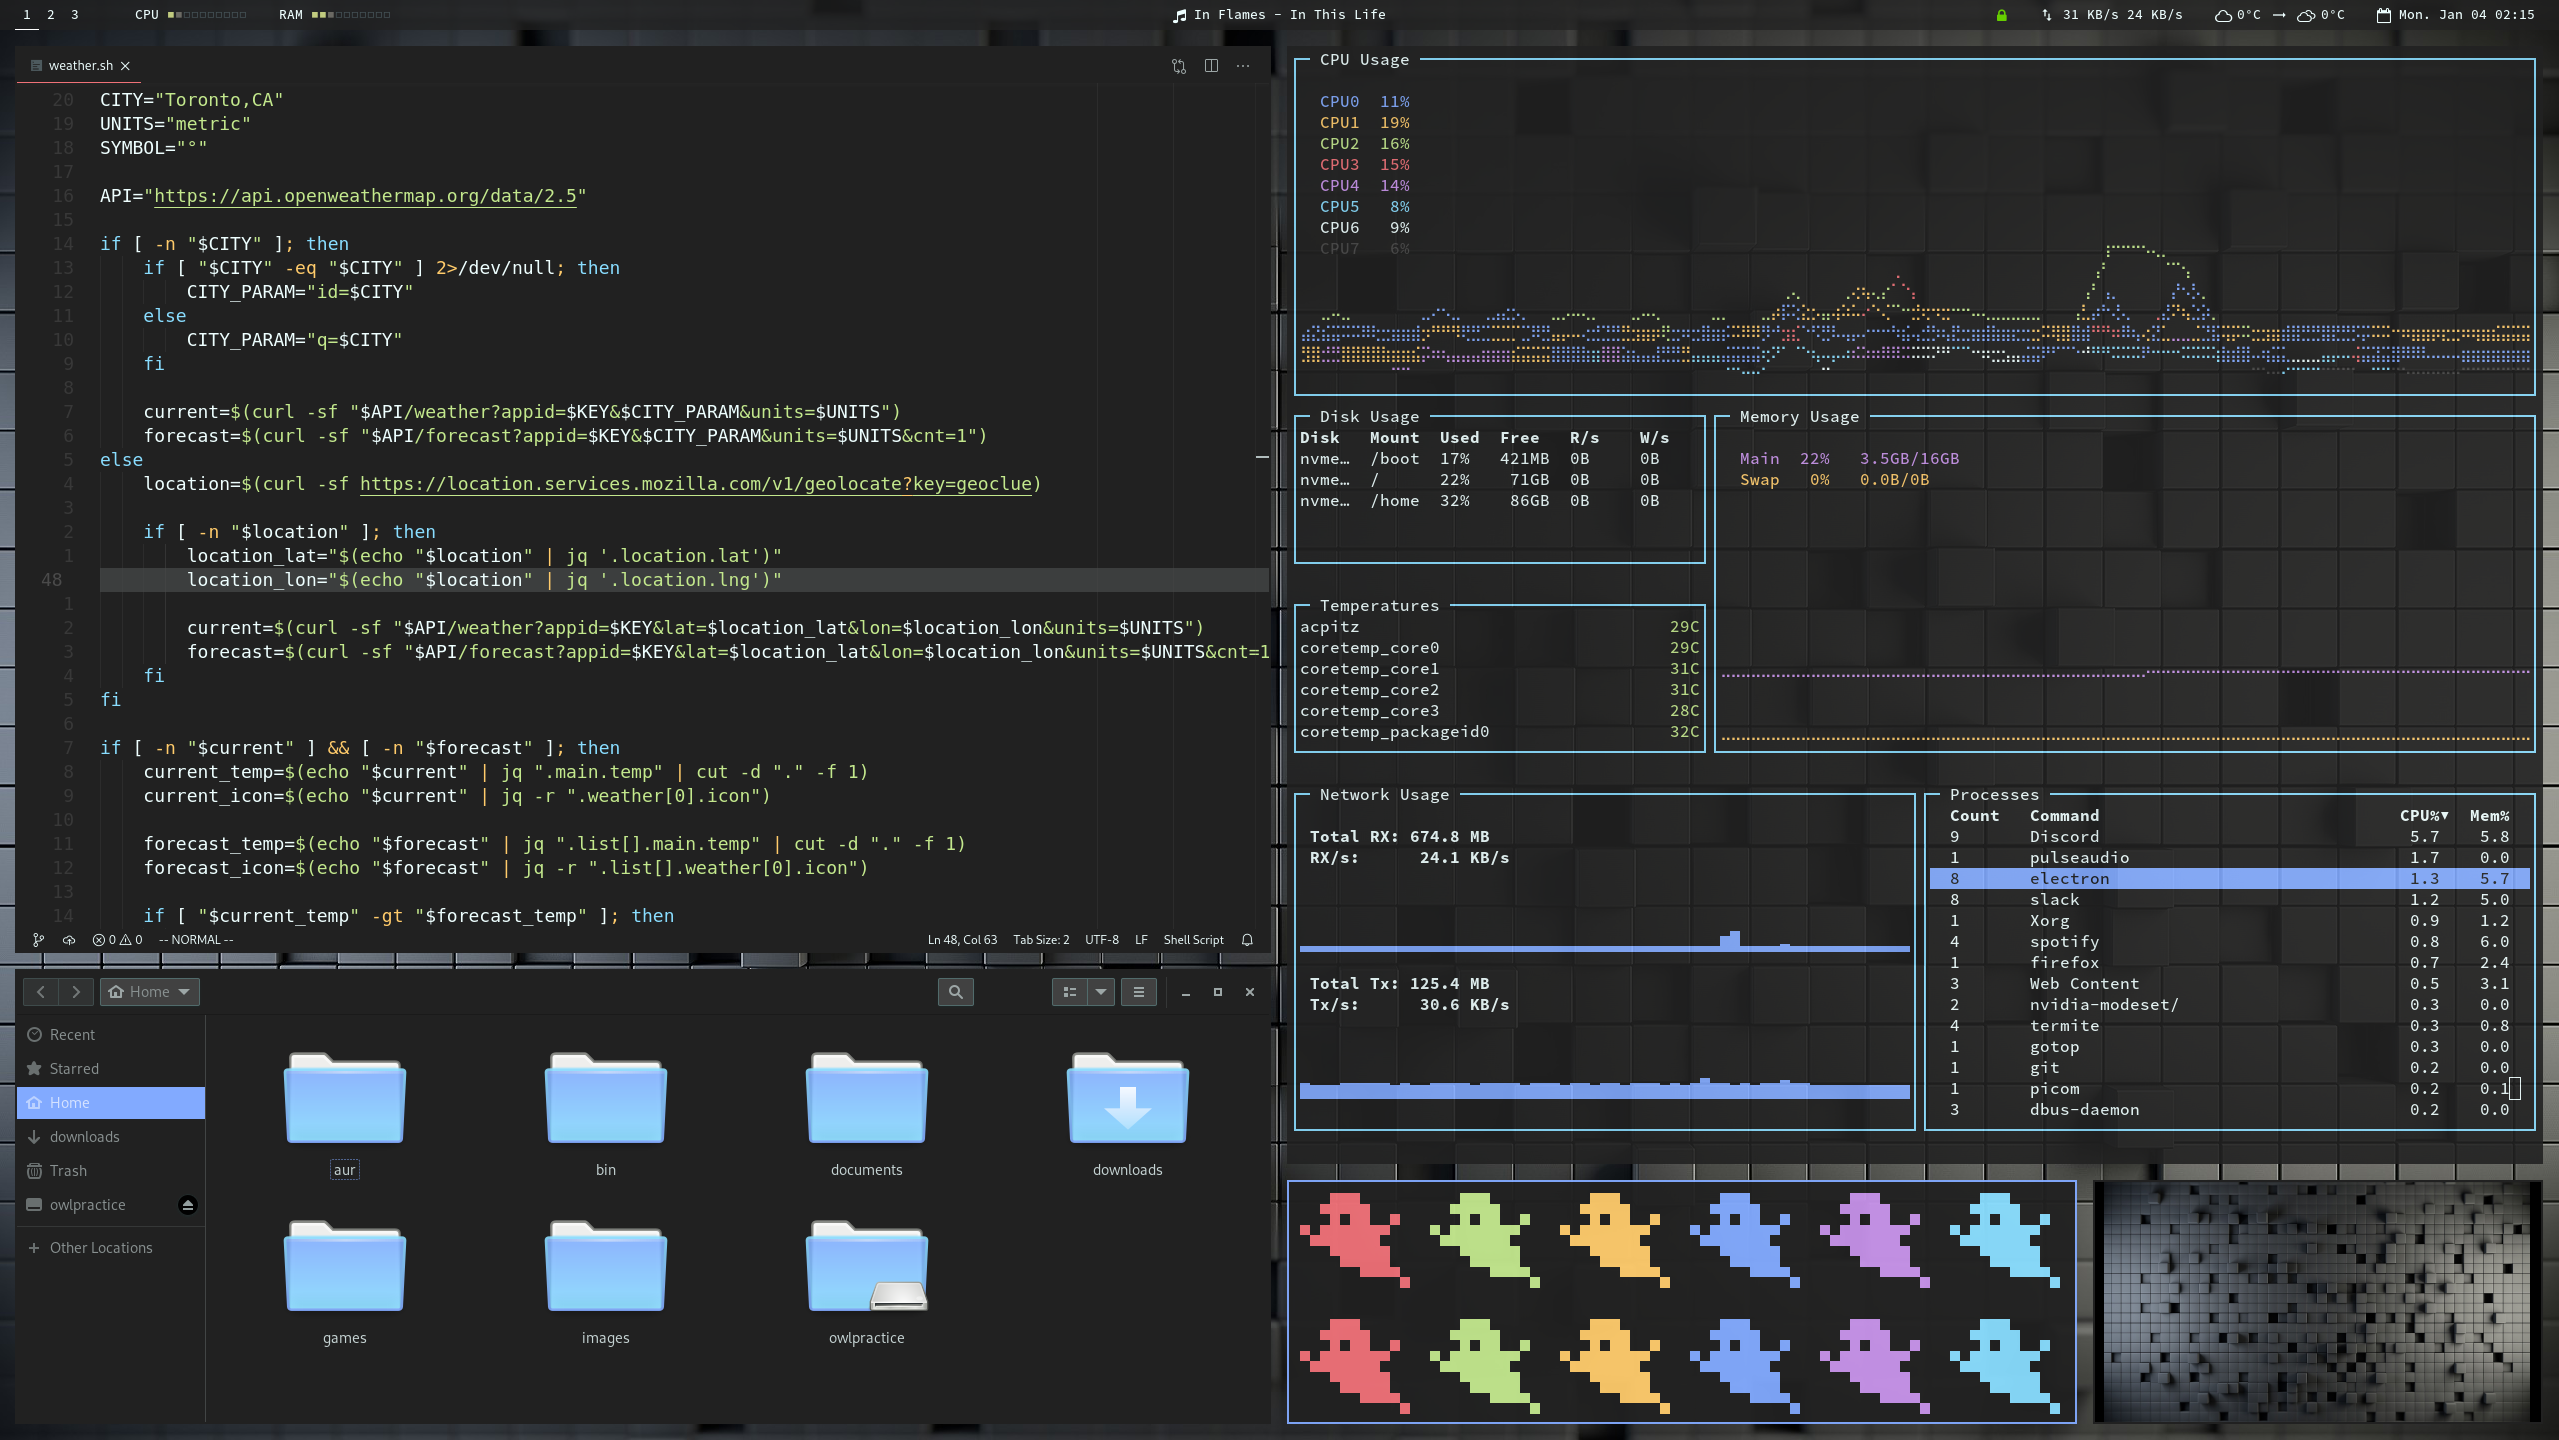 1 2 3 CPU RAM In Flames - In This Life 31 KB/s 24 KB/s 0°C → 0°C Mon. Jan 04 02:15
weather.sh
20 CITY="Toronto,CA"
19 UNITS="metric"
18 SYMBOL="°"
17
16 API="https://api.openweathermap.org/data/2.5"
15
14 if [ -n "$CITY" ]; then
13 if [ "$CITY" -eq "$CITY" ] 2>/dev/null; then
12 CITY_PARAM="id=$CITY"
11 else
10 CITY_PARAM="q=$CITY"
9 fi
8
7 current=$(curl -sf "$API/weather?appid=$KEY&$CITY_PARAM&units=$UNITS")
6 forecast=$(curl -sf "$API/forecast?appid=$KEY&$CITY_PARAM&units=$UNITS&cnt=1")
5 else
4 location=$(curl -sf https://location.services.mozilla.com/v1/geolocate?key=geoclue)
3
2 if [ -n "$location" ]; then
1 location_lat="$(echo "$location" | jq '.location.lat')"
48 location_lon="$(echo "$location" | jq '.location.lng')"
1
2 current=$(curl -sf "$API/weather?appid=$KEY&lat=$location_lat&lon=$location_lon&units=$UNITS")
3 forecast=$(curl -sf "$API/forecast?appid=$KEY&lat=$location_lat&lon=$location_lon&units=$UNITS&cnt=1
4 fi
5 fi
6
7 if [ -n "$current" ] && [ -n "$forecast" ]; then
8 current_temp=$(echo "$current" | jq ".main.temp" | cut -d "." -f 1)
9 current_icon=$(echo "$current" | jq -r ".weather[0].icon")
10
11 forecast_temp=$(echo "$forecast" | jq ".list[].main.temp" | cut -d "." -f 1)
12 forecast_icon=$(echo "$forecast" | jq -r ".list[].weather[0].icon")
13
14 if [ "$current_temp" -gt "$forecast_temp" ]; then
0 0 -- NORMAL -- Ln 48, Col 63 Tab Size: 2 UTF-8 LF Shell Script
Home
Recent
Starred
Home
downloads
Trash
owlpractice
Other Locations
aur bin documents downloads
games images owlpractice
CPU Usage
CPU0 11%
CPU1 19%
CPU2 16%
CPU3 15%
CPU4 14%
CPU5 8%
CPU6 9%
CPU7 6%
Disk Usage
Disk Mount Used Free R/s W/s
nvme… /boot 17% 421MB 0B 0B
nvme… / 22% 71GB 0B 0B
nvme… /home 32% 86GB 0B 0B
Memory Usage
Main 22% 3.5GB/16GB
Swap 0% 0.0B/0B
Temperatures
acpitz 29C
coretemp_core0 29C
coretemp_core1 31C
coretemp_core2 31C
coretemp_core3 28C
coretemp_packageid0 32C
Network Usage
Total RX: 674.8 MB
RX/s: 24.1 KB/s
Total Tx: 125.4 MB
Tx/s: 30.6 KB/s
Processes
Count Command CPU%▼ Mem%
9 Discord 5.7 5.8
1 pulseaudio 1.7 0.0
8 electron 1.3 5.7
8 slack 1.2 5.0
1 Xorg 0.9 1.2
4 spotify 0.8 6.0
1 firefox 0.7 2.4
3 Web Content 0.5 3.1
2 nvidia-modeset/ 0.3 0.0
4 termite 0.3 0.8
1 gotop 0.3 0.0
1 git 0.2 0.0
1 picom 0.2 0.1
3 dbus-daemon 0.2 0.0